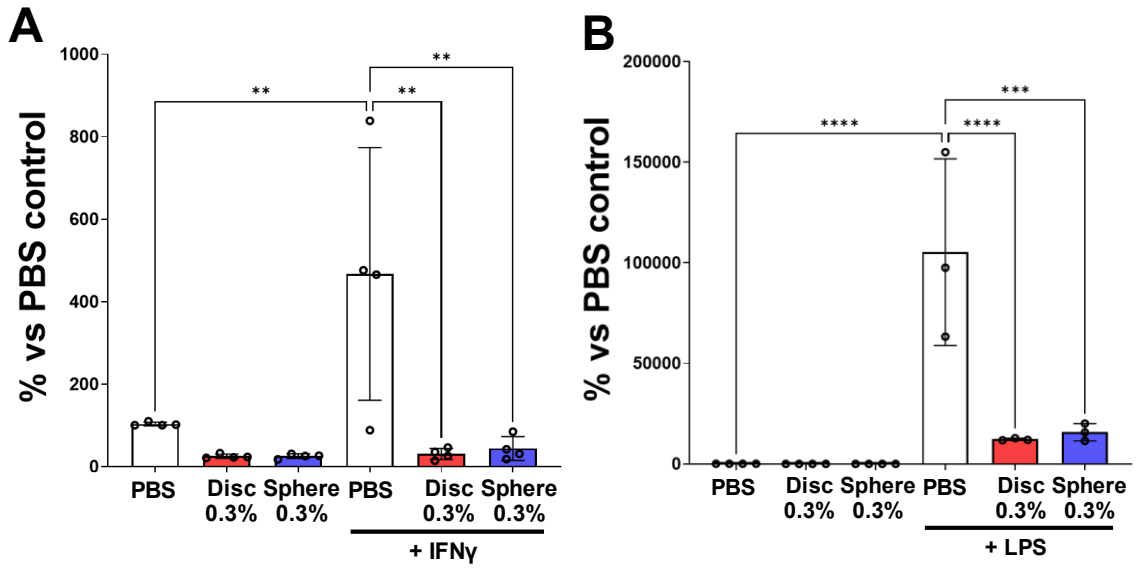 A
% vs PBS control
1000
800
600
400
200
0
**
**
**
PBS
Disc
0.3%
Sphere
0.3%
PBS
Disc
0.3%
Sphere
0.3%
+ IFNγ
B
% vs PBS control
200000
150000
100000
50000
0
****
***
****
PBS
Disc
0.3%
Sphere
0.3%
PBS
Disc
0.3%
Sphere
0.3%
+ LPS